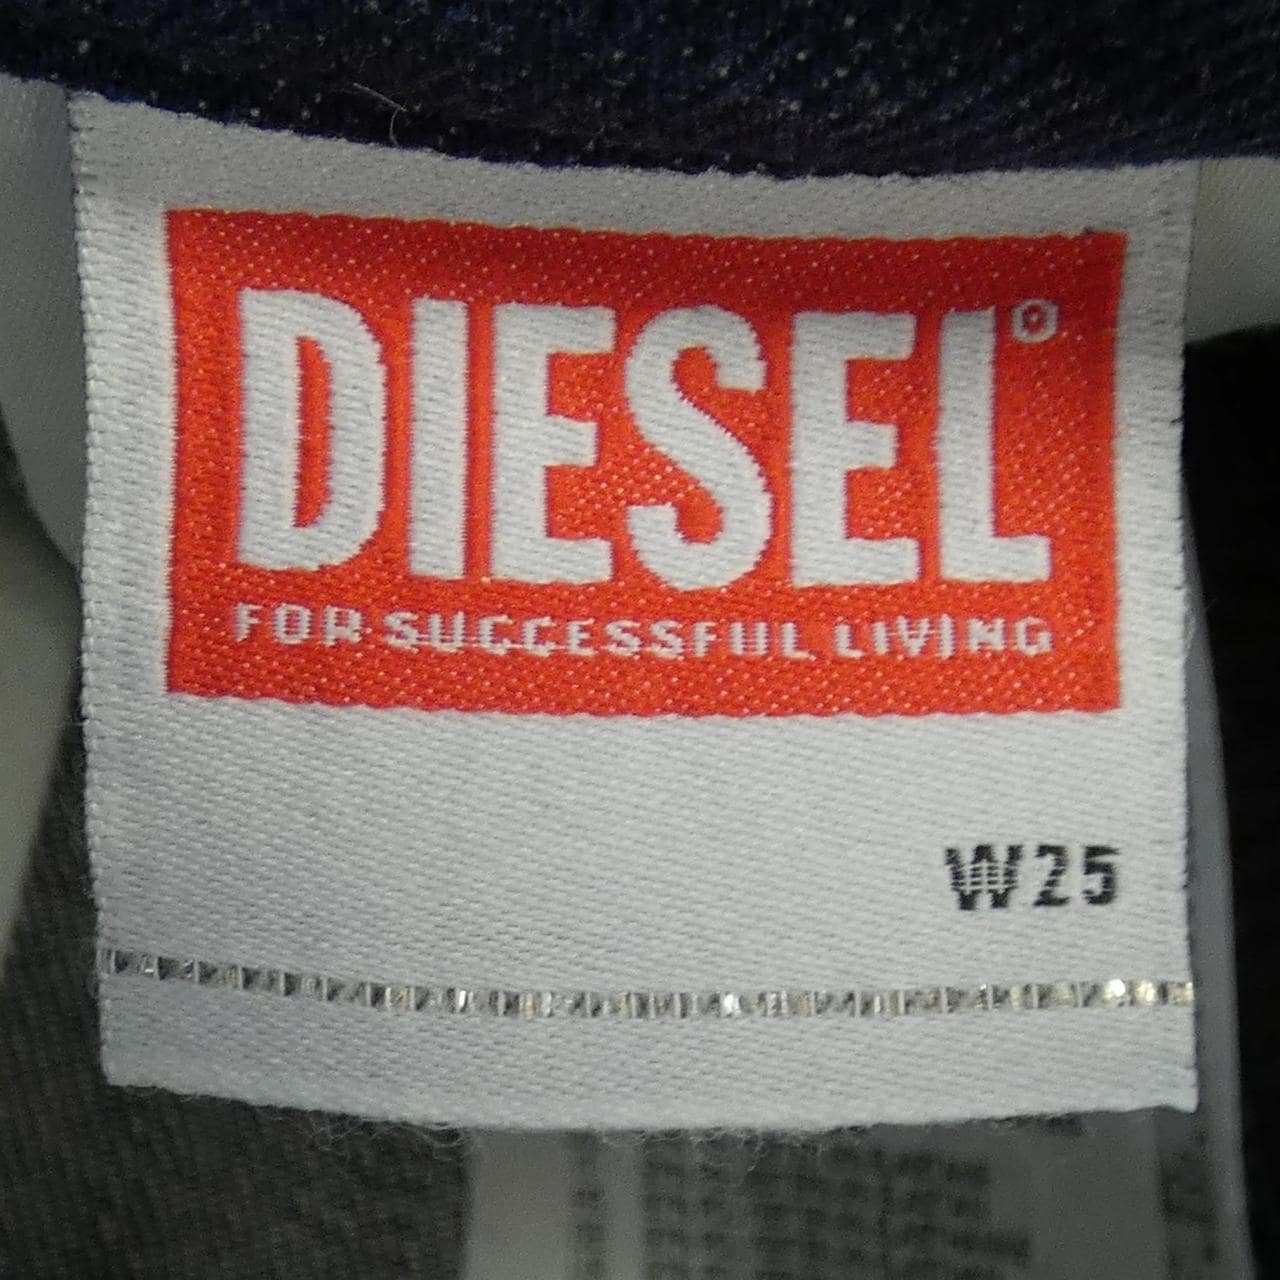 DIESEL®
FOR SUCCESSFUL LIVING
W25